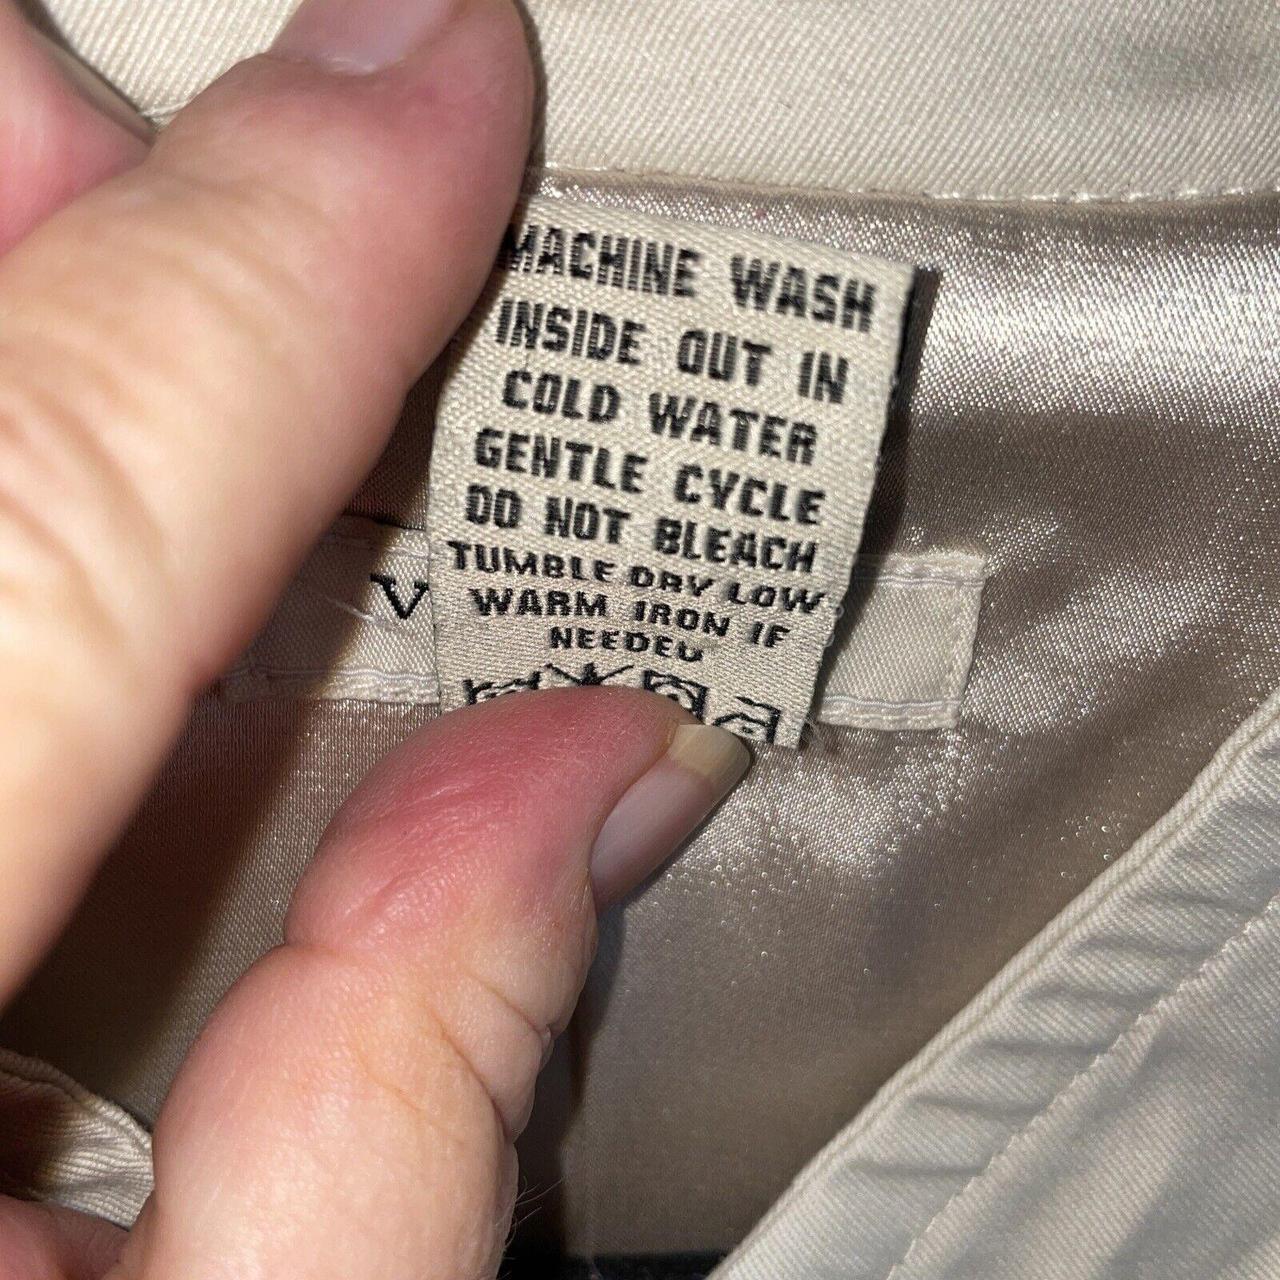 MACHINE WASH
INSIDE OUT IN
COLD WATER
GENTLE CYCLE
DO NOT BLEACH
TUMBLE DRY LOW
WARM IRON IF
NEEDED
V